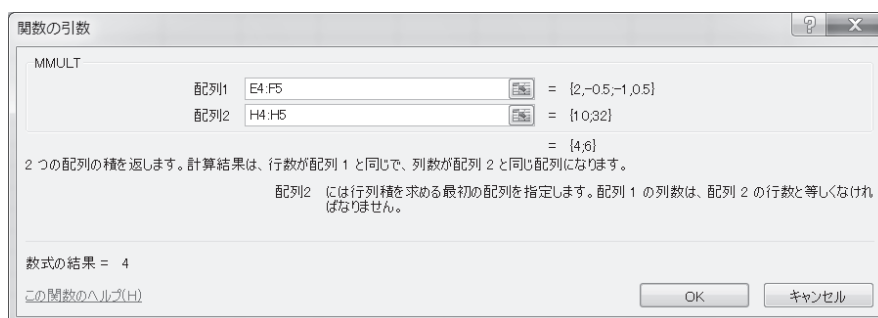 関数の引数
MMULT
配列1 E4:F5 = {2,-0.5;-1,0.5}
配列2 H4:H5 = {10;32}
= {4;6}
2 つの配列の積を返します。計算結果は、行数が配列 1 と同じで、列数が配列 2 と同じ配列になります。
配列2 には行列積を求める最初の配列を指定します。配列 1 の列数は、配列 2 の行数と等しくなけれ
ばなりません。
数式の結果 = 4
この関数のヘルプ(H)
OK キャンセル